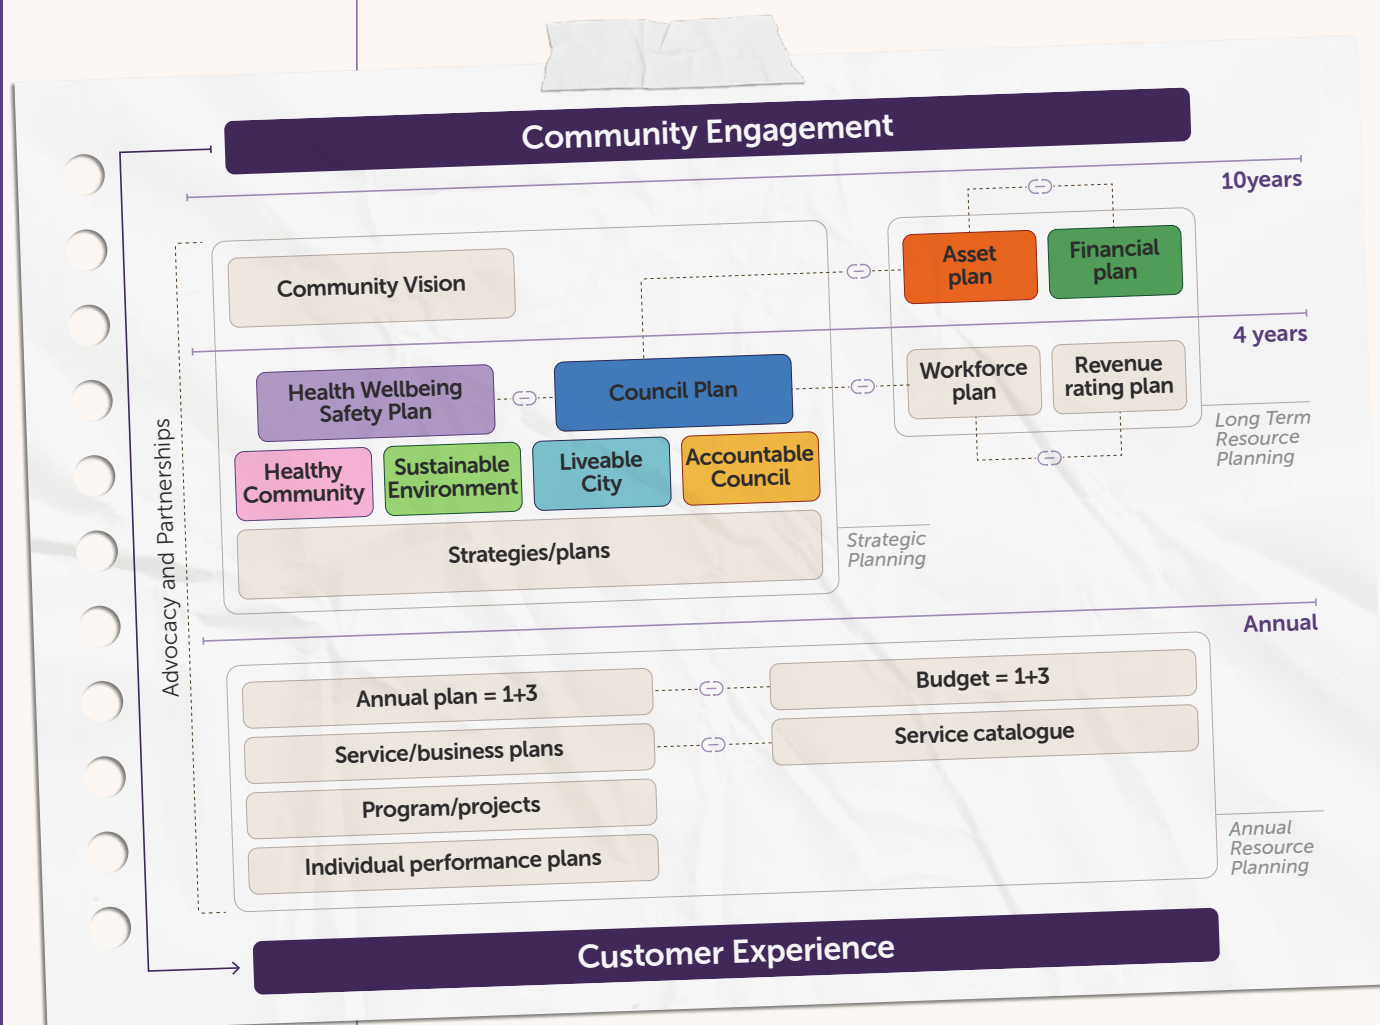 Community Engagement
10years
Community Vision
Asset
plan
Financial
plan
4 years
Health Wellbeing
Safety Plan
Council Plan
Workforce
plan
Revenue
rating plan
Long Term
Resource
Planning
Healthy
Community
Sustainable
Environment
Liveable
City
Accountable
Council
Strategies/plans
Strategic
Planning
Advocacy and Partnerships
Annual
Annual plan = 1+3
Budget = 1+3
Service/business plans
Service catalogue
Program/projects
Individual performance plans
Annual
Resource
Planning
Customer Experience